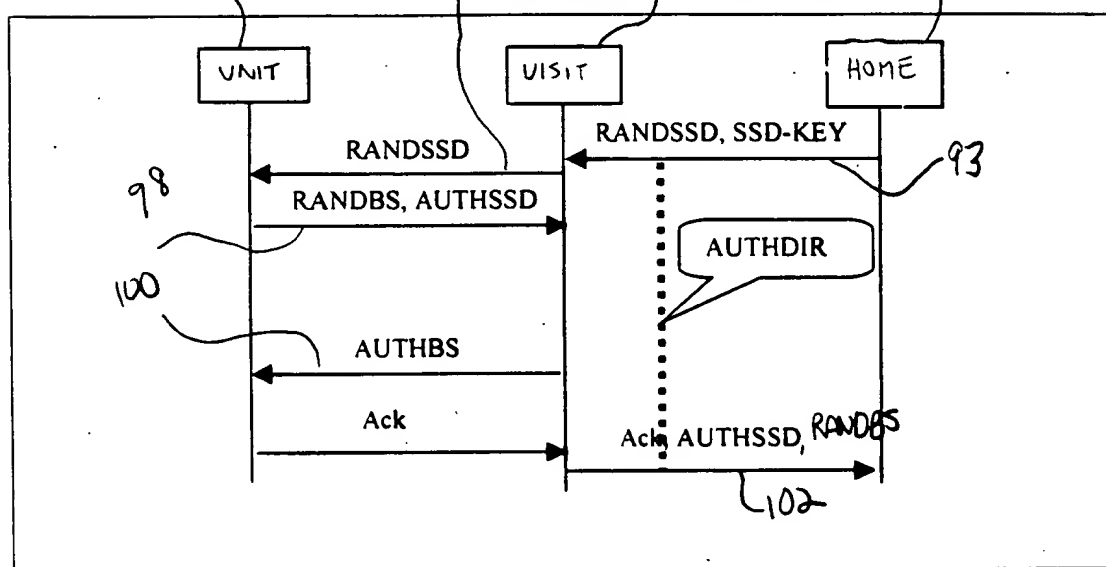 UNIT VISIT HOME
RANDSSD, SSD-KEY
RANDSSD
93
98
RANDBS, AUTHSSD
AUTHDIR
100
AUTHBS
Ack
Ack, AUTHSSD, RANDBS
102